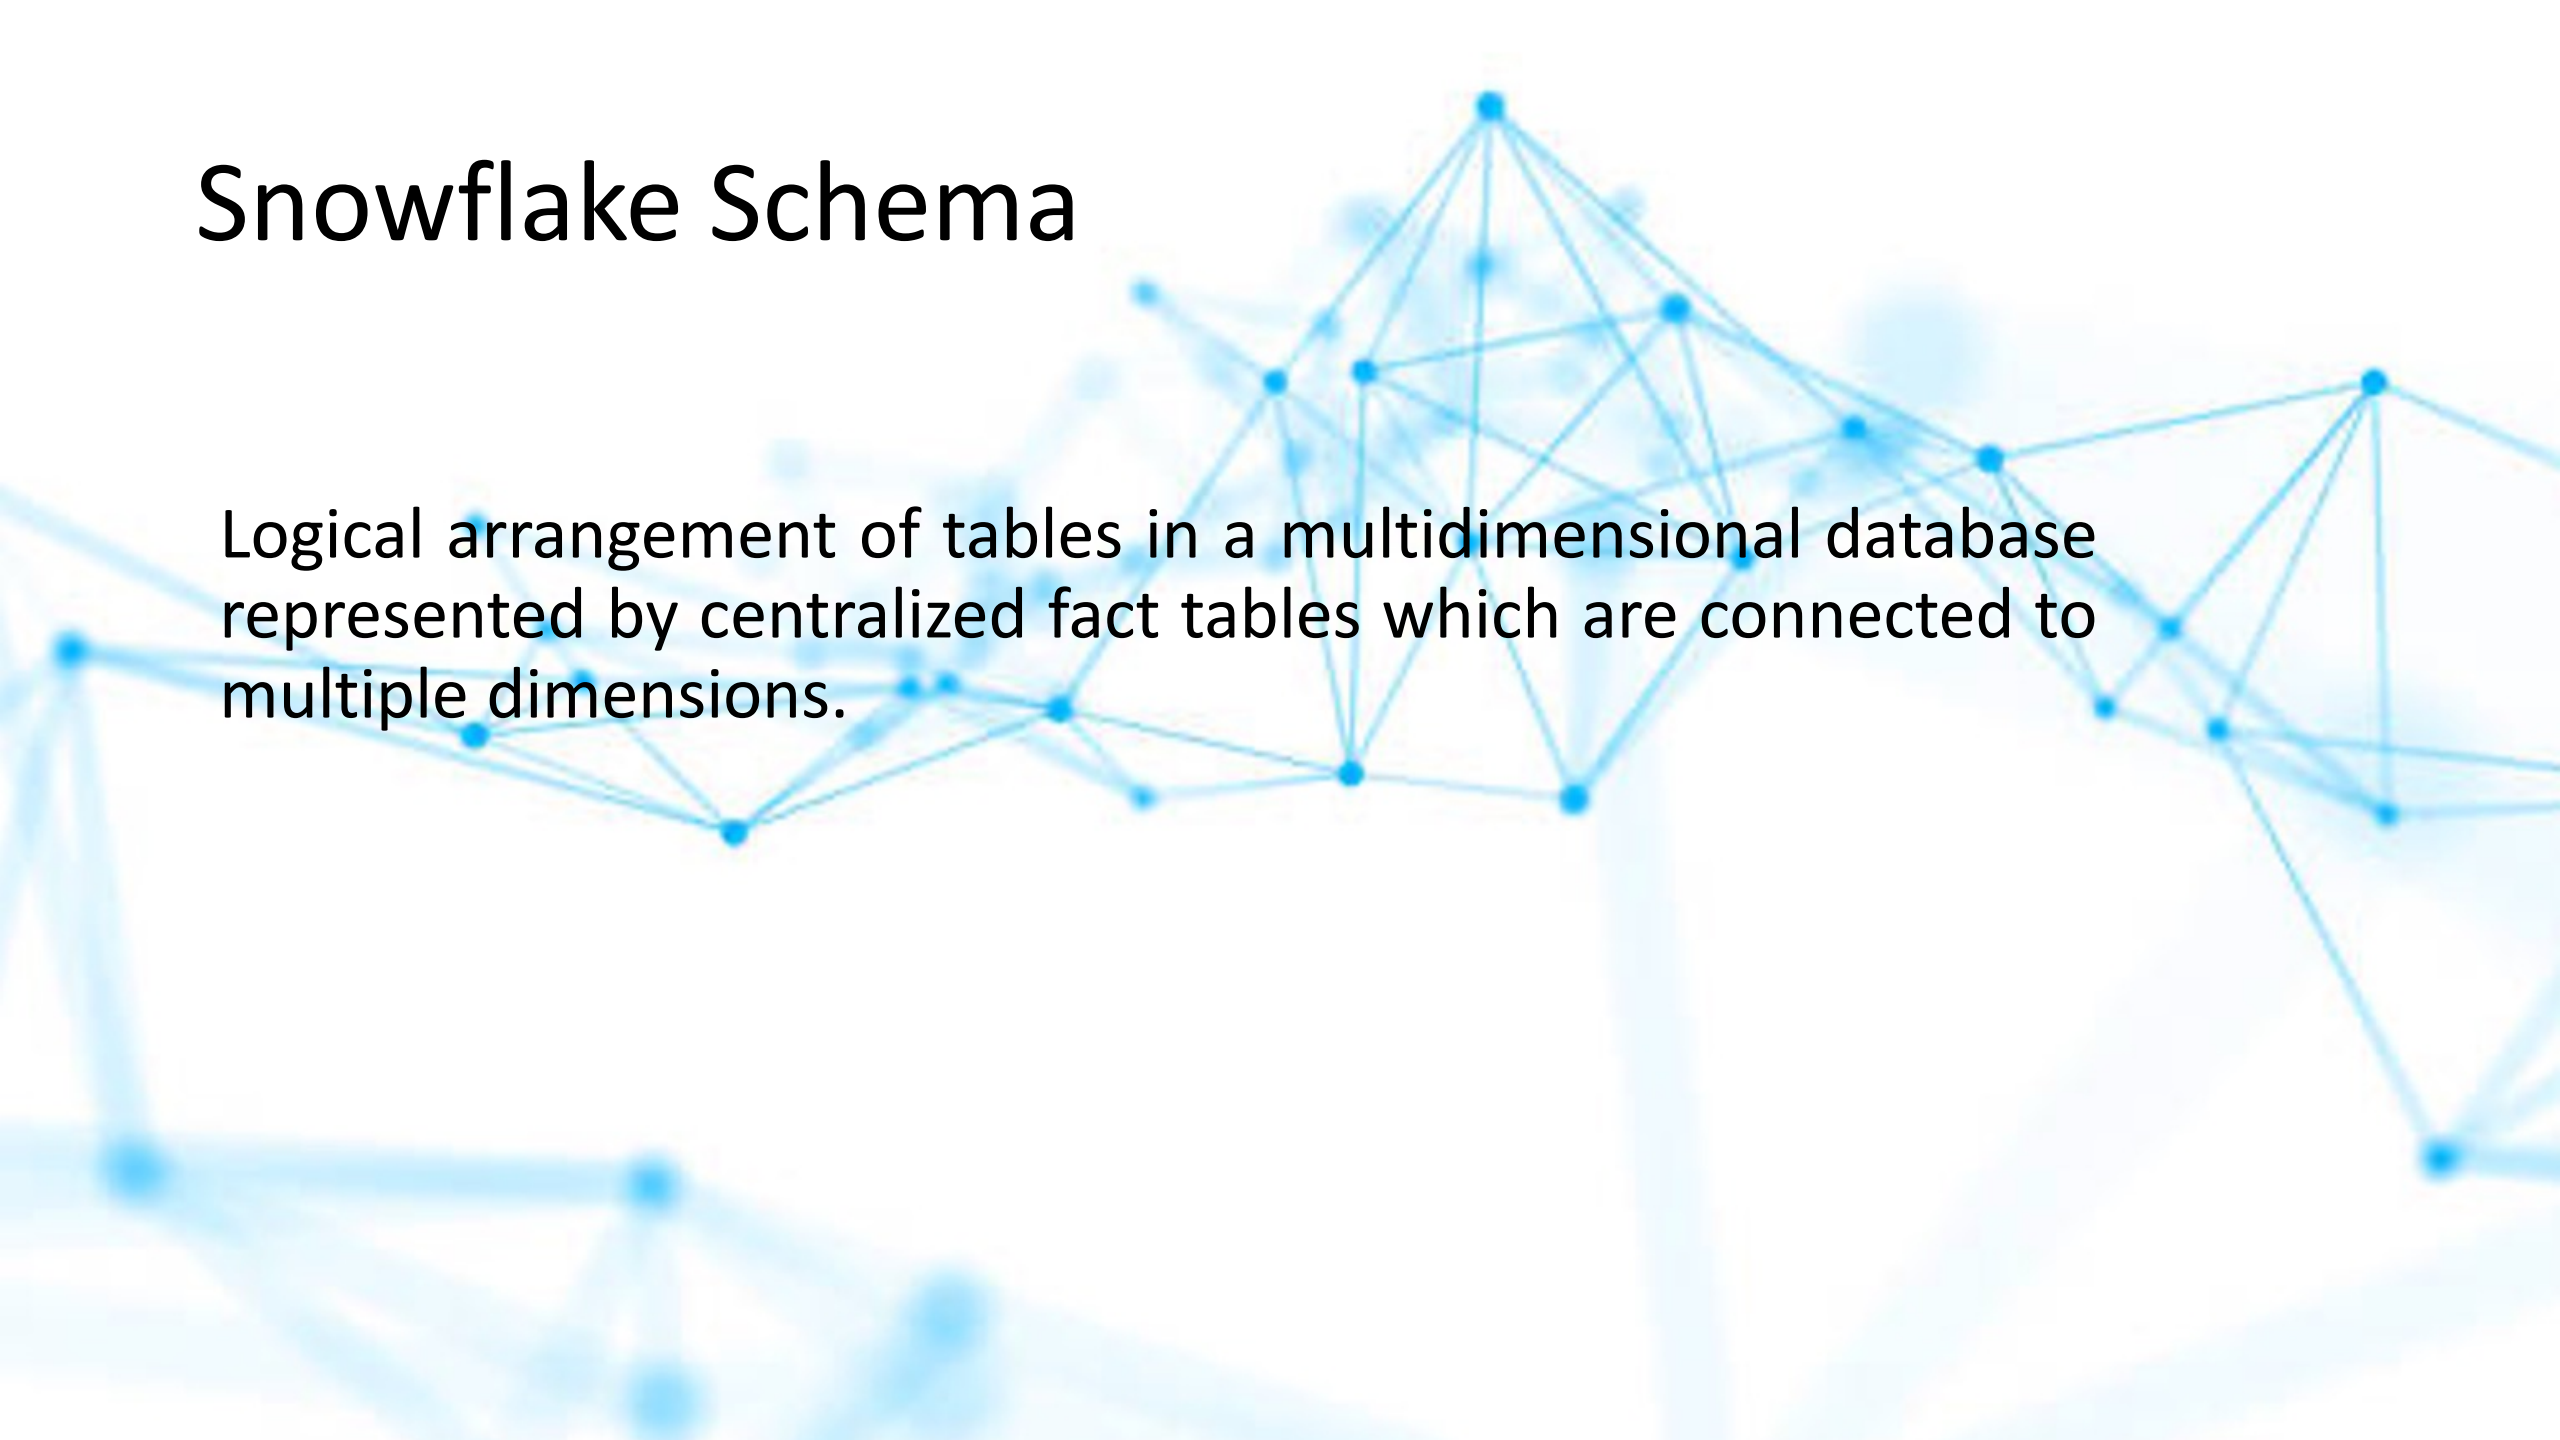 Snowflake Schema
Logical arrangement of tables in a multidimensional database
represented by centralized fact tables which are connected to
multiple dimensions.